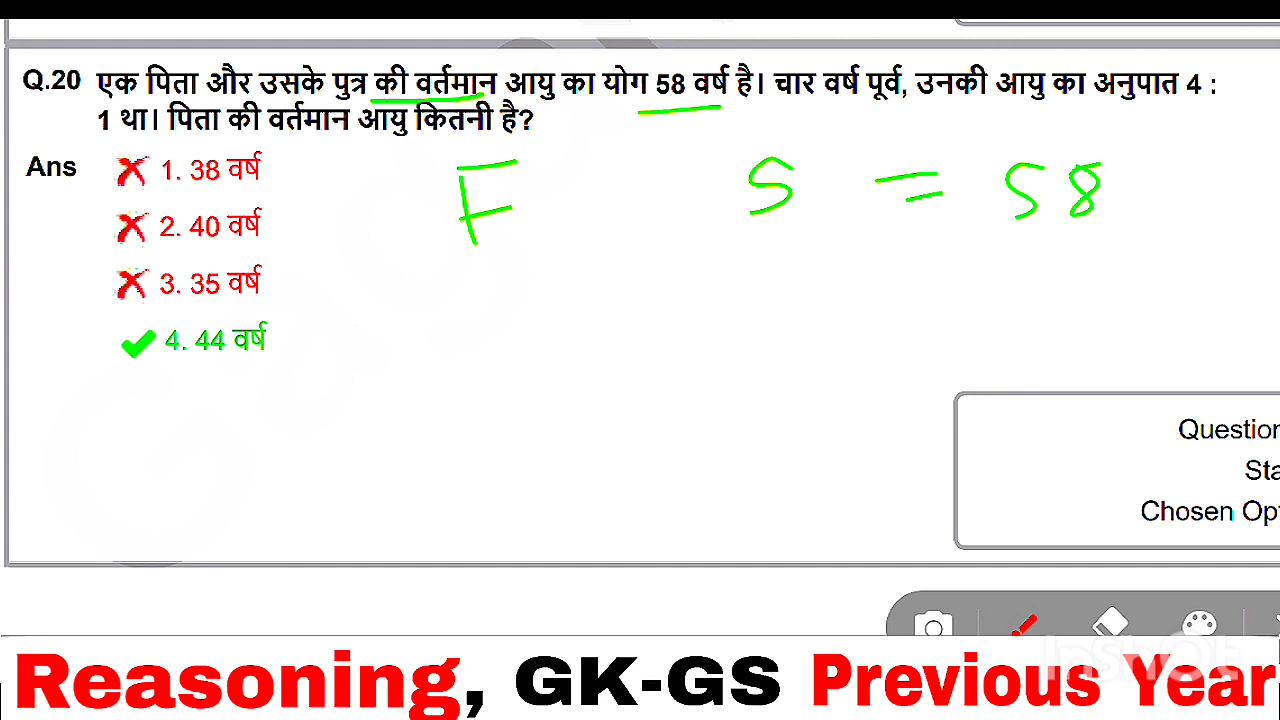 Q.20 एक पिता और उसके पुत्र की वर्तमान आयु का योग 58 वर्ष है। चार वर्ष पूर्व, उनकी आयु का अनुपात 4 :
1 था। पिता की वर्तमान आयु कितनी है?
Ans 1. 38 वर्ष
F S = 58
2. 40 वर्ष
3. 35 वर्ष
4. 44 वर्ष
Question
Sta
Chosen Opt
InShOt
Reasoning, GK-GS Previous Year